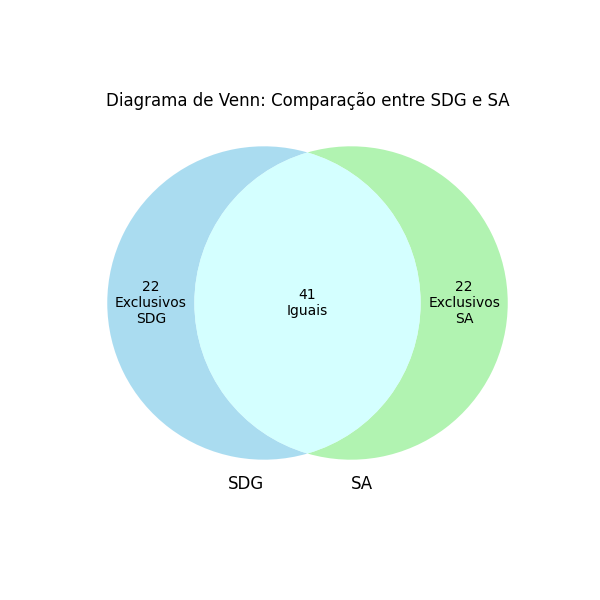 Diagrama de Venn: Comparação entre SDG e SA
22
Exclusivos
SDG
41
Iguais
22
Exclusivos
SA
SDG
SA